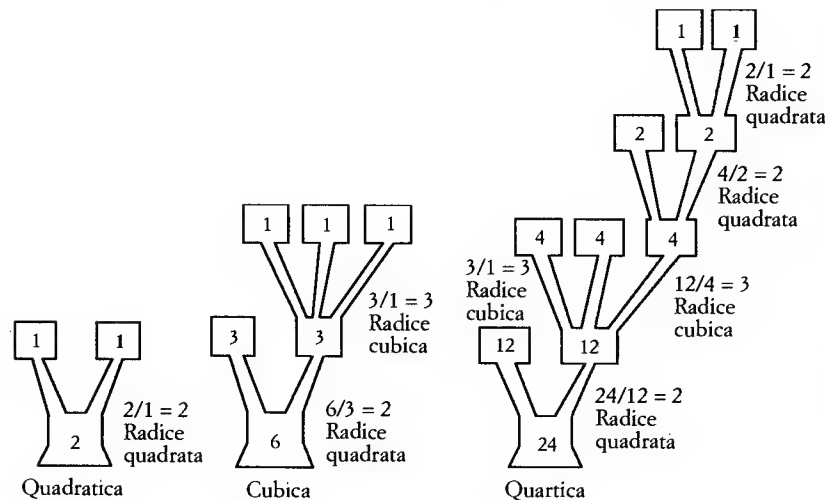 1 1
2/1 = 2
Radice
quadrata
2 2
4/2 = 2
Radice
quadrata
1 1 1
4 4 4
3/1 = 3
Radice
cubica
12/4 = 3
Radice
cubica
3/1 = 3
Radice
cubica
1 1
3 3
12 12
2/1 = 2
Radice
quadrata
6/3 = 2
Radice
quadrata
24/12 = 2
Radice
quadrata
2
6
24
Quadratica
Cubica
Quartica